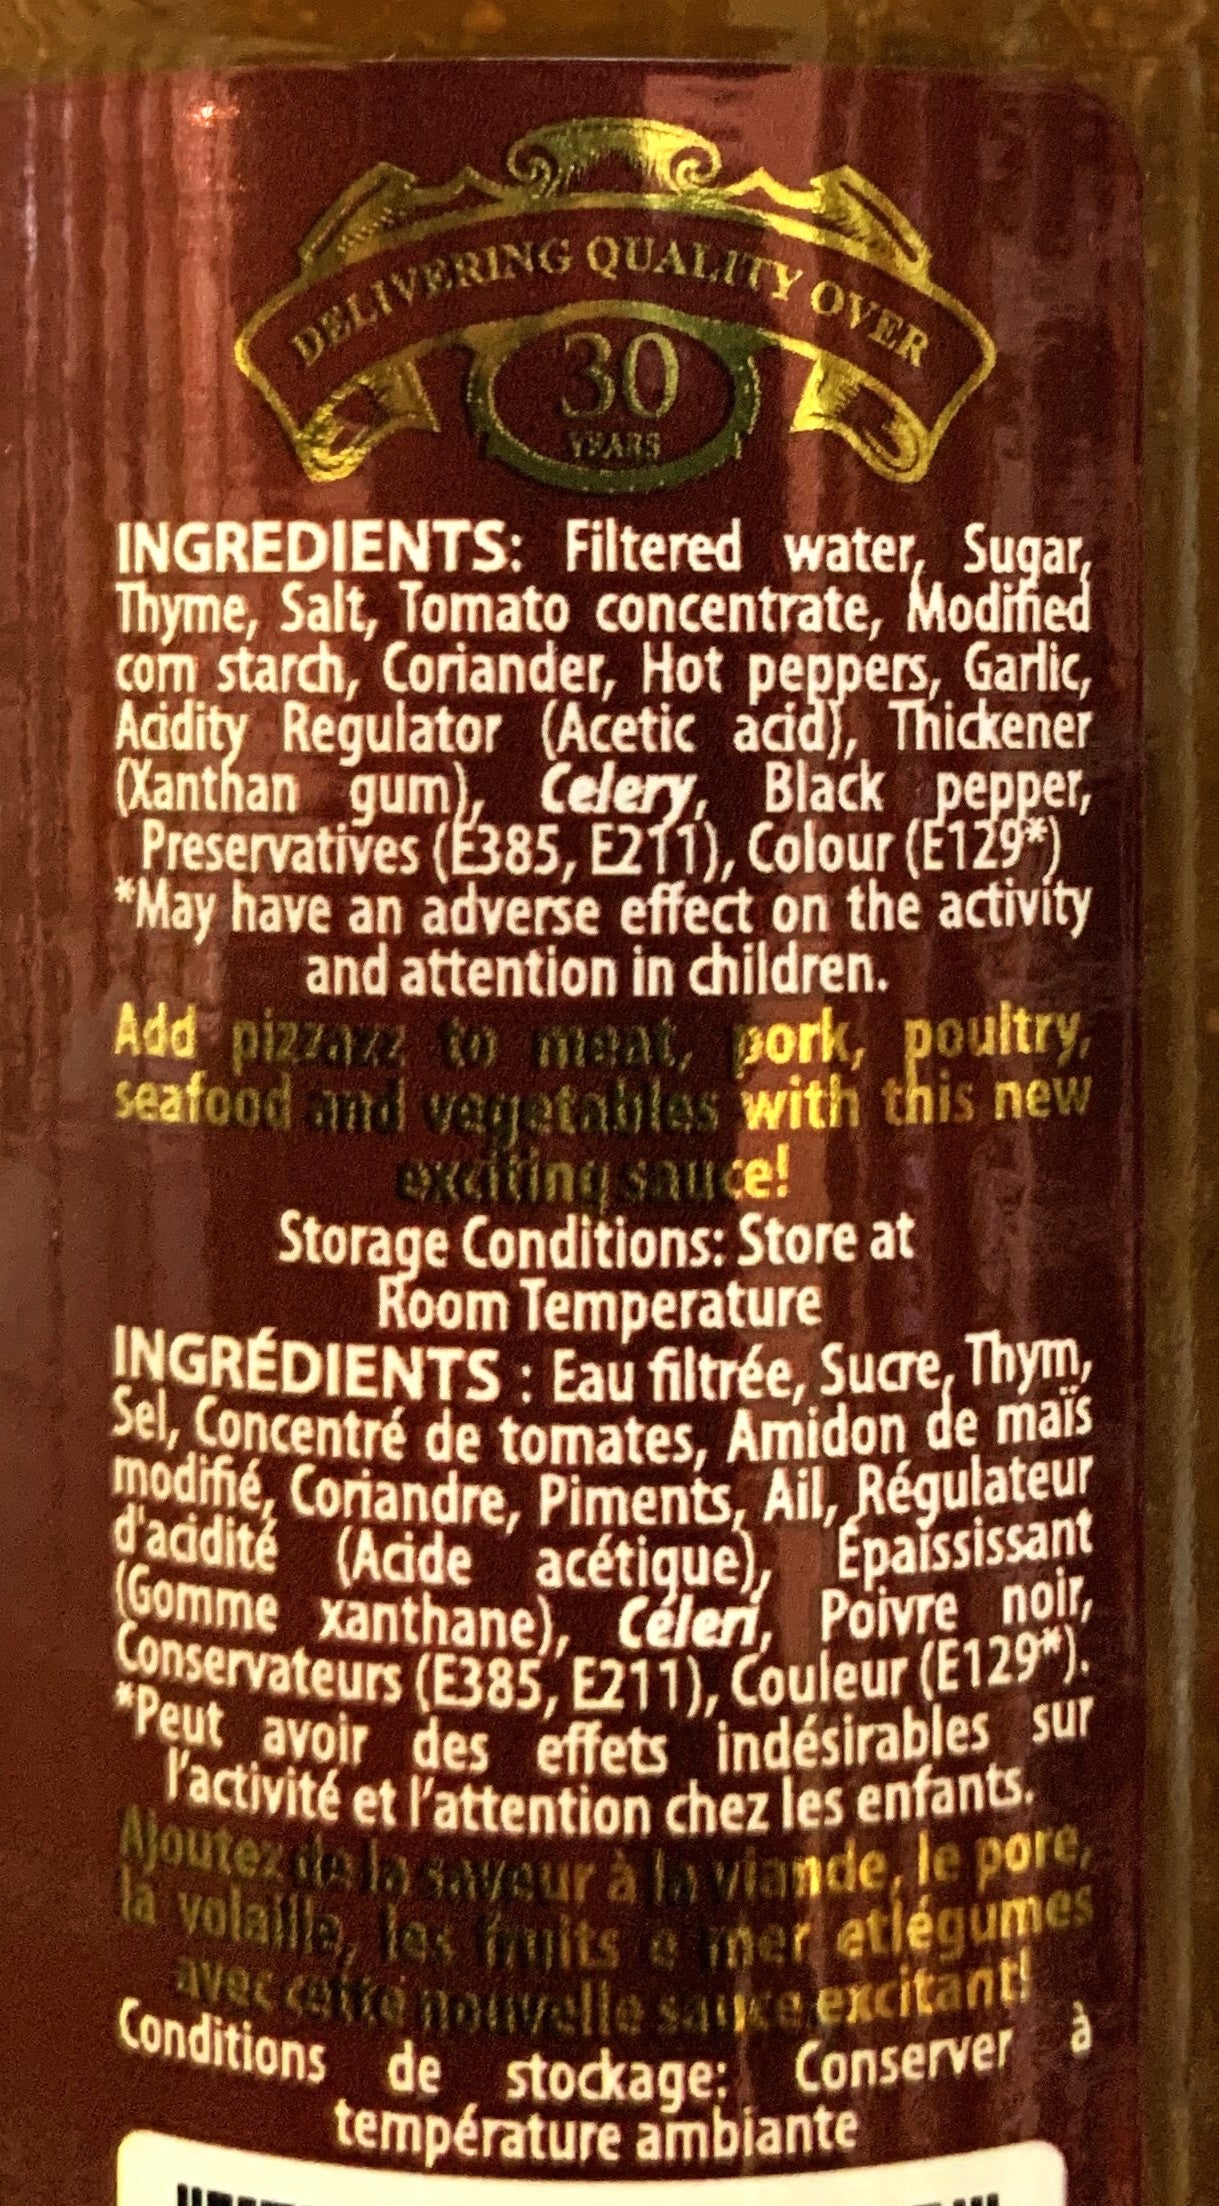 DELIVERING QUALITY OVER
30
YEARS
INGREDIENTS: Filtered water, Sugar,
Thyme, Salt, Tomato concentrate, Modified
corn starch, Coriander, Hot peppers, Garlic,
Acidity Regulator (Acetic acid), Thickener
(Xanthan gum), Celery, Black pepper,
Preservatives (E385, E211), Colour (E129*)
*May have an adverse effect on the activity
and attention in children.
Add pizzazz to meat, pork, poultry,
seafood and vegetables with this new
exciting sauce!
Storage Conditions: Store at
Room Temperature
INGRÉDIENTS : Eau filtrée, Sucre, Thym,
Sel, Concentré de tomates, Amidon de maïs
modifié, Coriandre, Piments, Ail, Régulateur
d'acidité (Acide acétique), Épaississant
(Gomme xanthane), Céleri, Poivre noir,
Conservateurs (E385, E211), Couleur (E129*).
*Peut avoir des effets indésirables sur
l'activité et l'attention chez les enfants.
Ajoutez de la saveur à la viande, le porc,
la volaille, les fruits e mer etlégumes
avec cette nouvelle sauce excitant!
Conditions de stockage: Conserver à
température ambiante